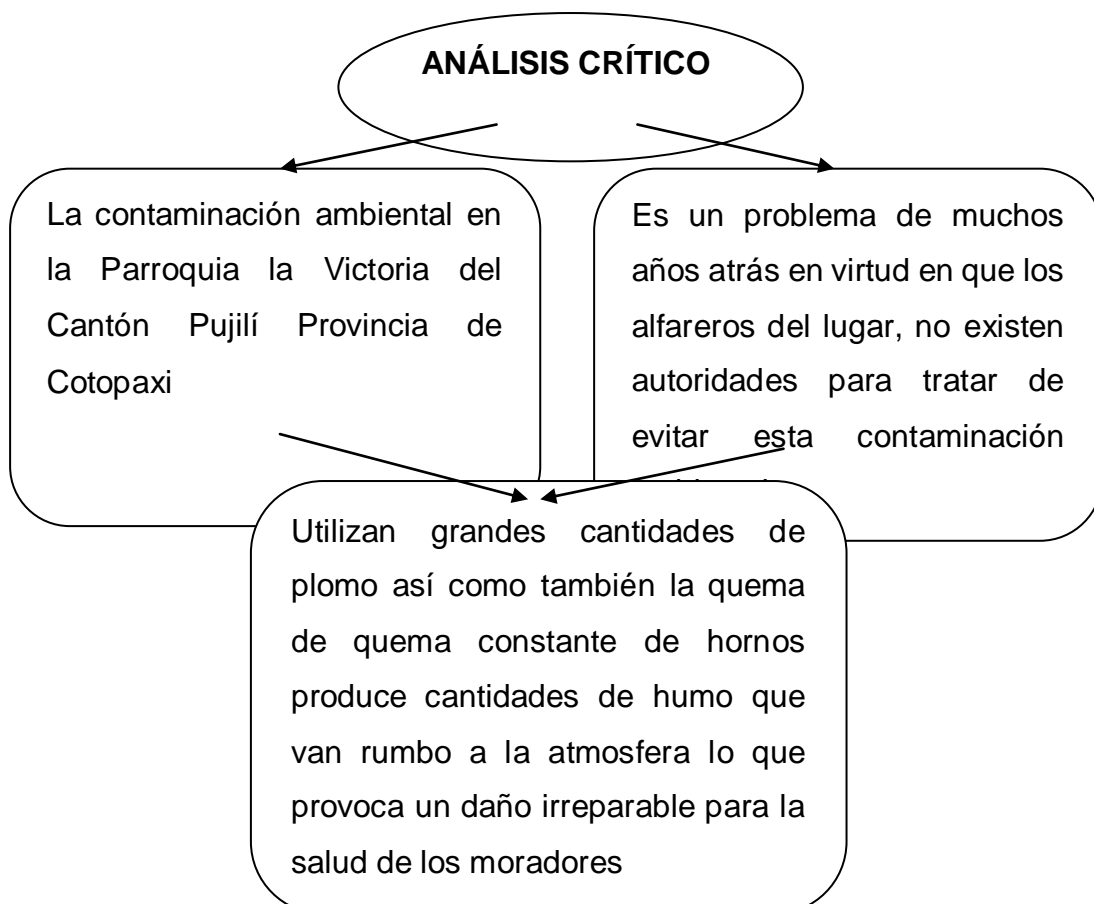 ANÁLISIS CRÍTICO
La contaminación ambiental en
la Parroquia la Victoria del
Cantón Pujilí Provincia de
Cotopaxi
Es un problema de muchos
años atrás en virtud en que los
alfareros del lugar, no existen
autoridades para tratar de
evitar esta contaminación
Utilizan grandes cantidades de
plomo así como también la quema
de quema constante de hornos
produce cantidades de humo que
van rumbo a la atmosfera lo que
provoca un daño irreparable para la
salud de los moradores